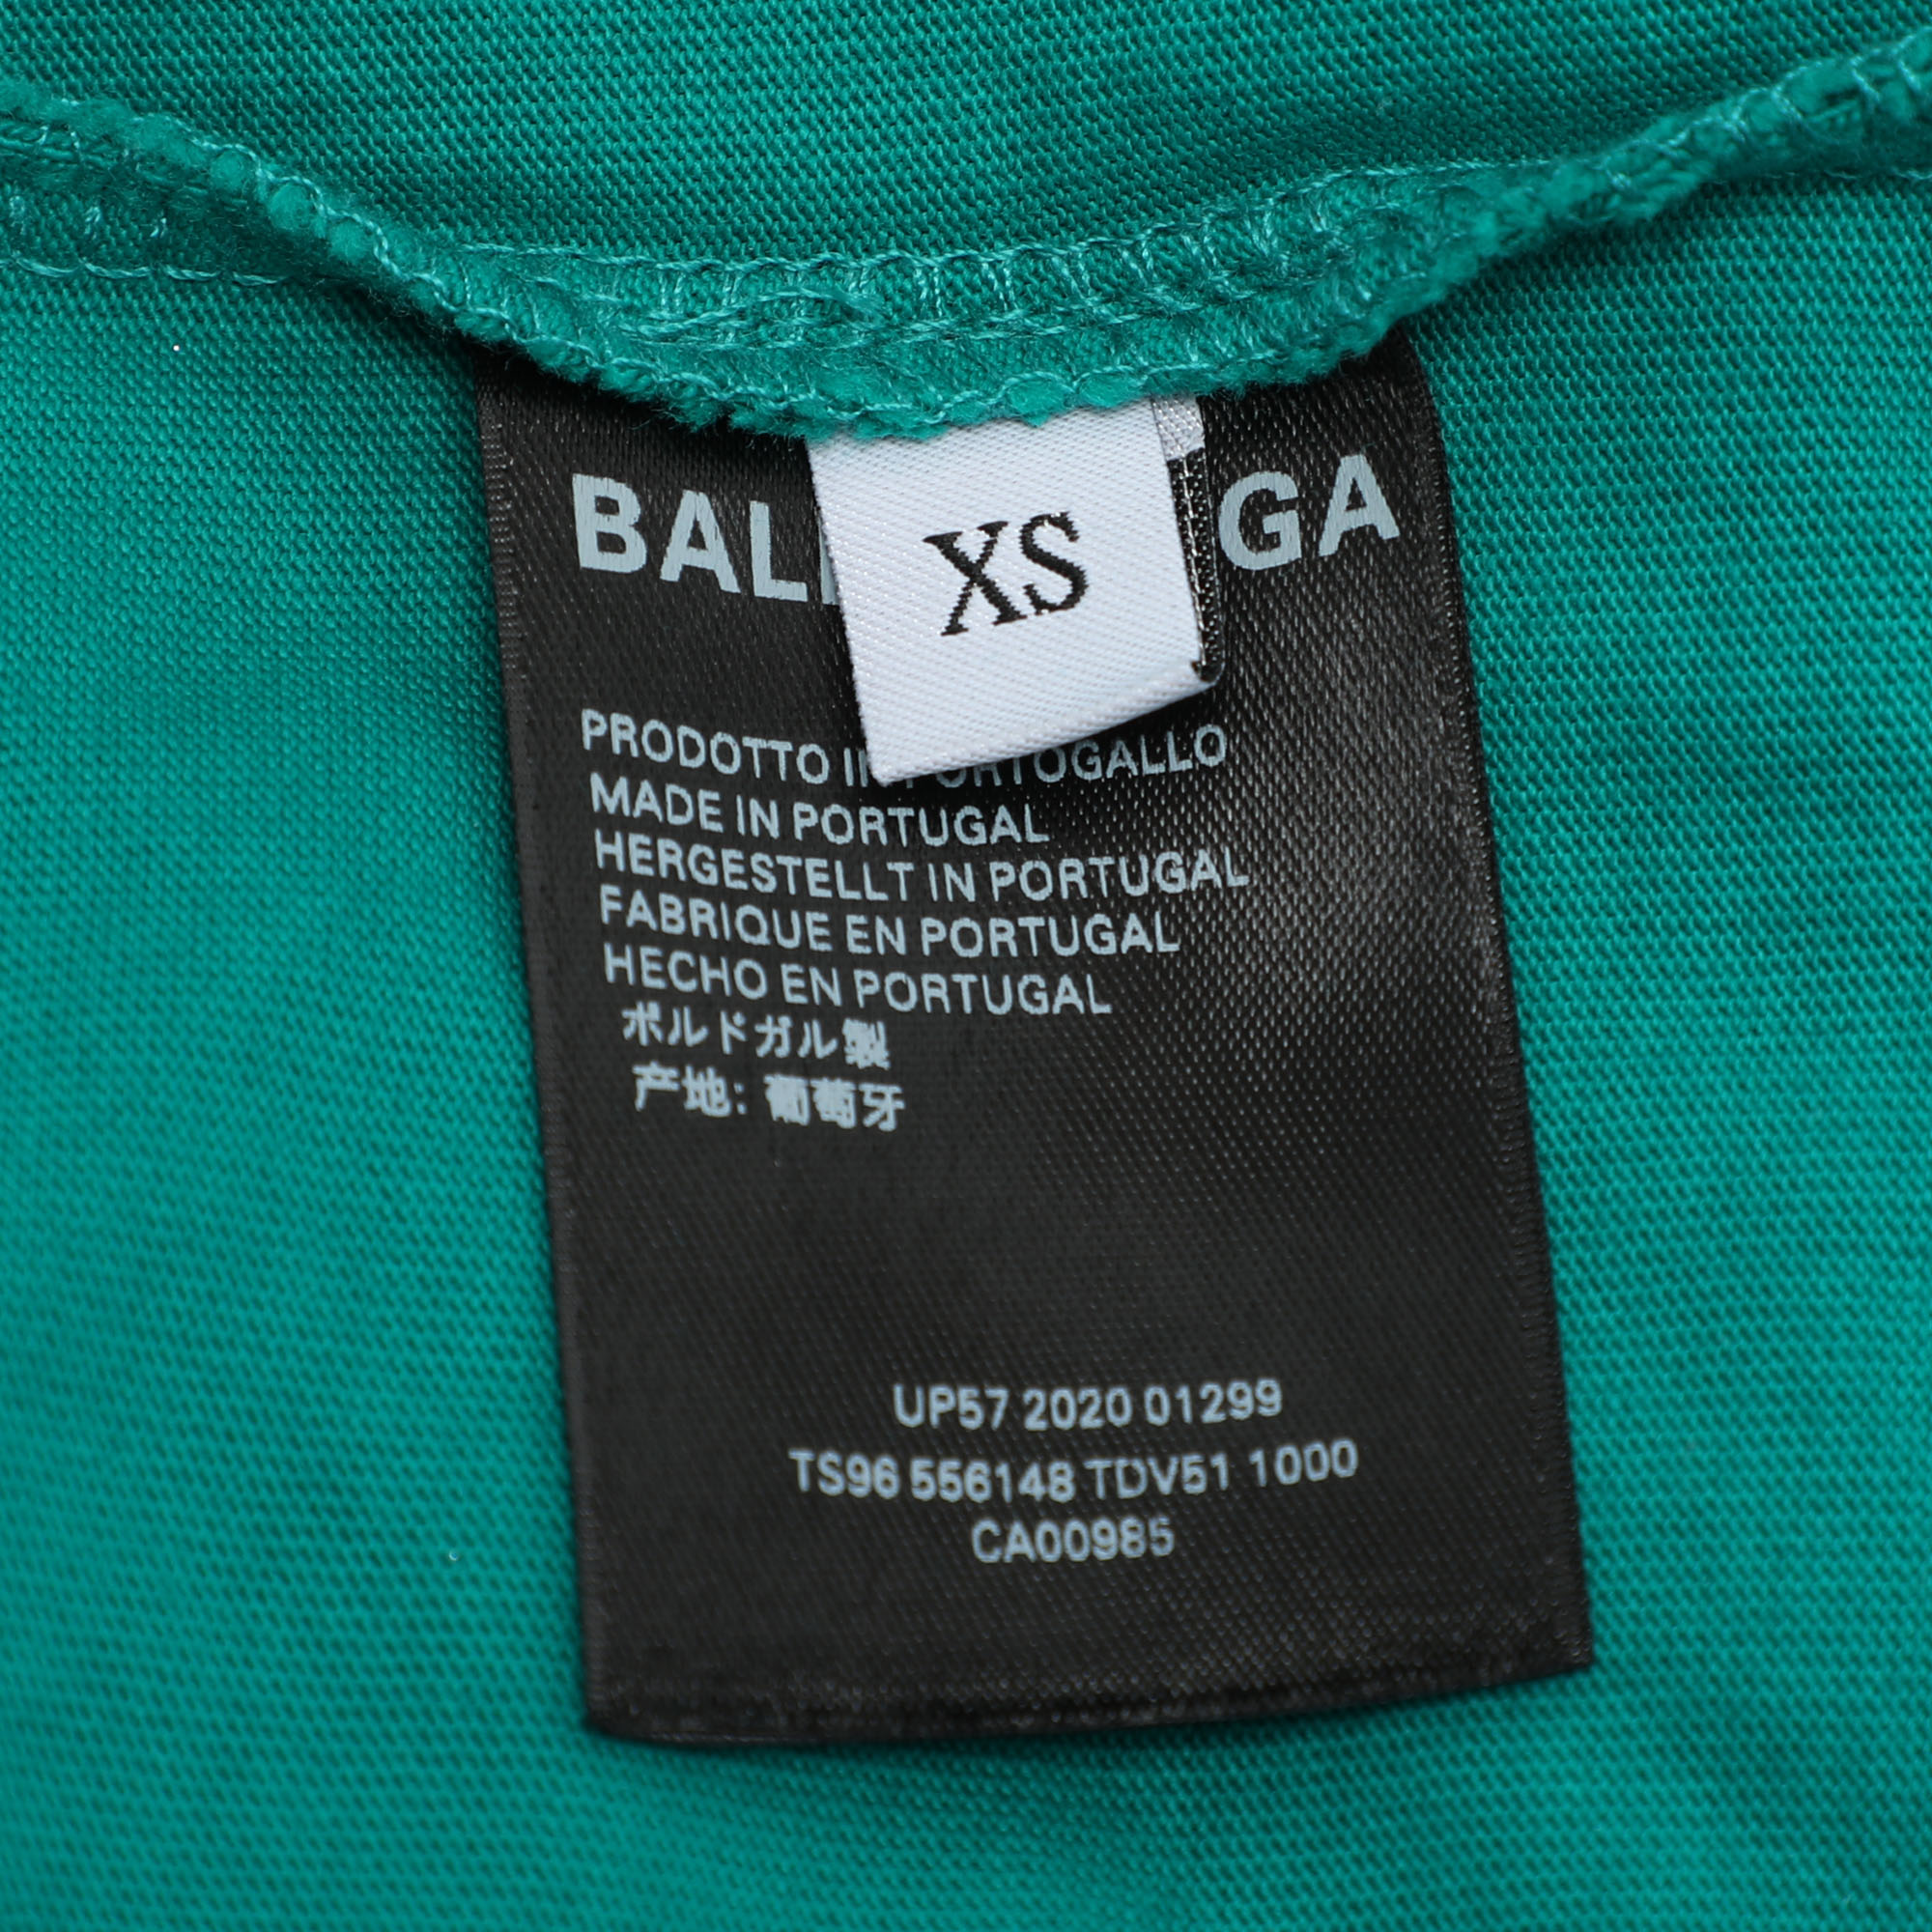 BAL GA
XS
PRODOTTO IN PORTOGALLO
MADE IN PORTUGAL
HERGESTELLT IN PORTUGAL
FABRIQUE EN PORTUGAL
HECHO EN PORTUGAL
ポルドガル製
产地: 葡萄牙
UP57 2020 01299
TS96 556148 TDV51 1000
CA00985